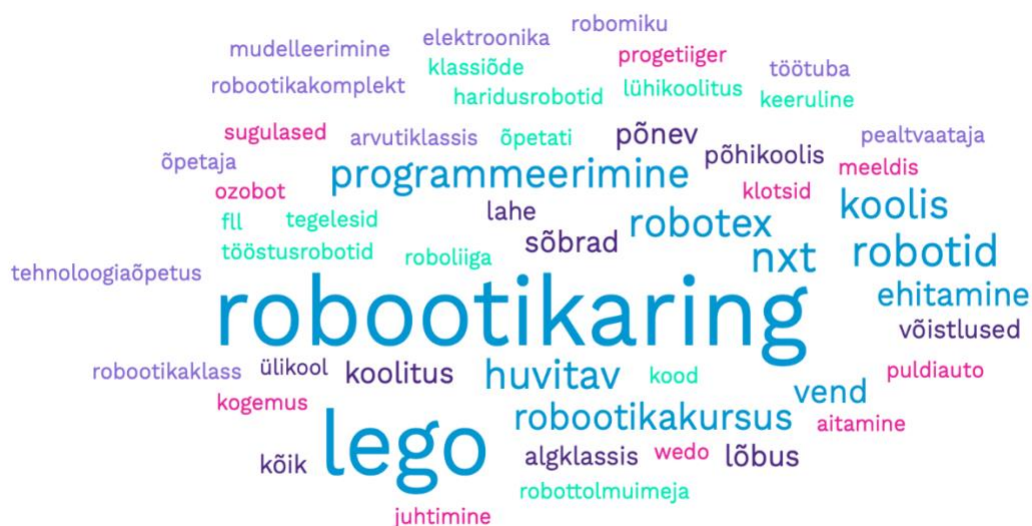 robomiku
elektroonika
mudelleerimine
progetiiger
klassiõde
töötuba
robootikakomplekt
haridusrobotid
lühikoolitus
keeruline
sugulased
arvutiklassis
õpetati
põnev
pealtvaataja
õpetaja
programmeerimine
põhikoolis
meeldis
ozobot
klotsid
koolis
lahe
fll
tegelesid
robotex
sõbrad
tööstusrobotid
roboliiga
nxt
robotid
tehnoloogiaõpetus
robootikaring
ehitamine
võistlused
robootikaklass
ülikool
koolitus
huvitav
kood
puldiauto
vend
kogemus
robootikakursus
aitamine
lego
kõik
algklassis
wedo
lõbus
robottolmuimeja
juhtimine